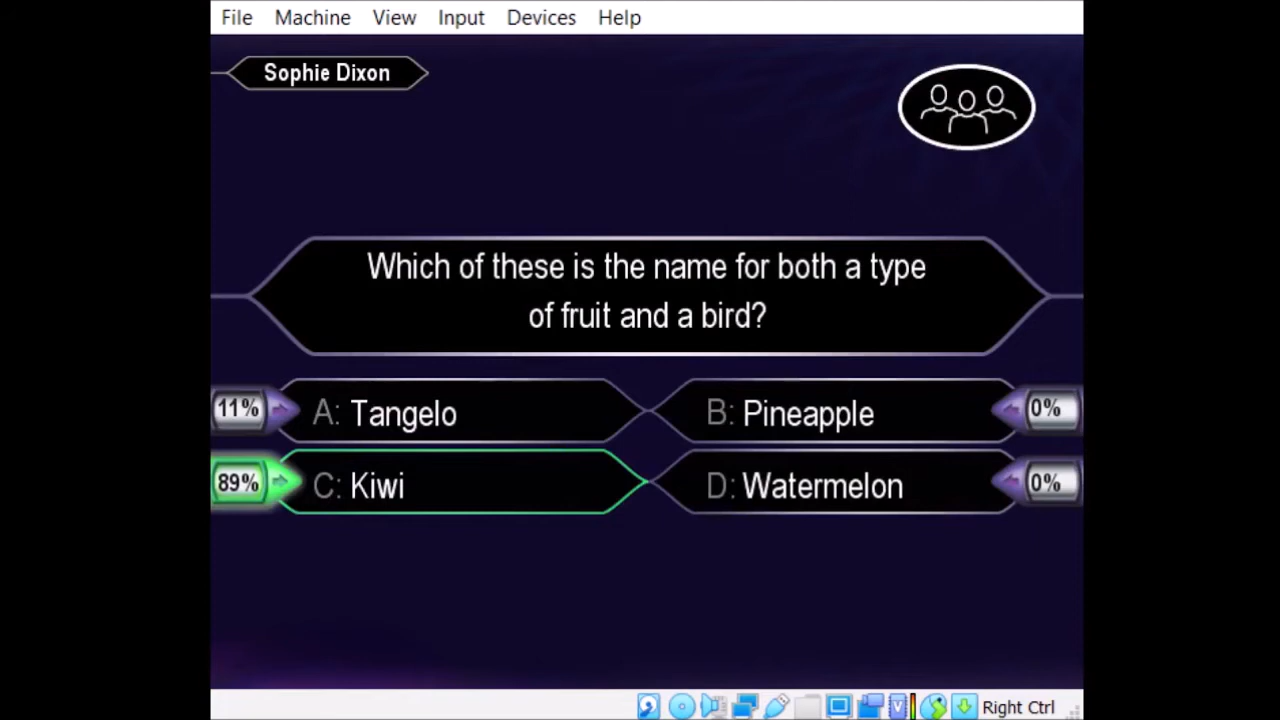 File Machine View Input Devices Help
Sophie Dixon
Which of these is the name for both a type
of fruit and a bird?
11% A: Tangelo
B: Pineapple 0%
89% C: Kiwi
D: Watermelon 0%
Right Ctrl